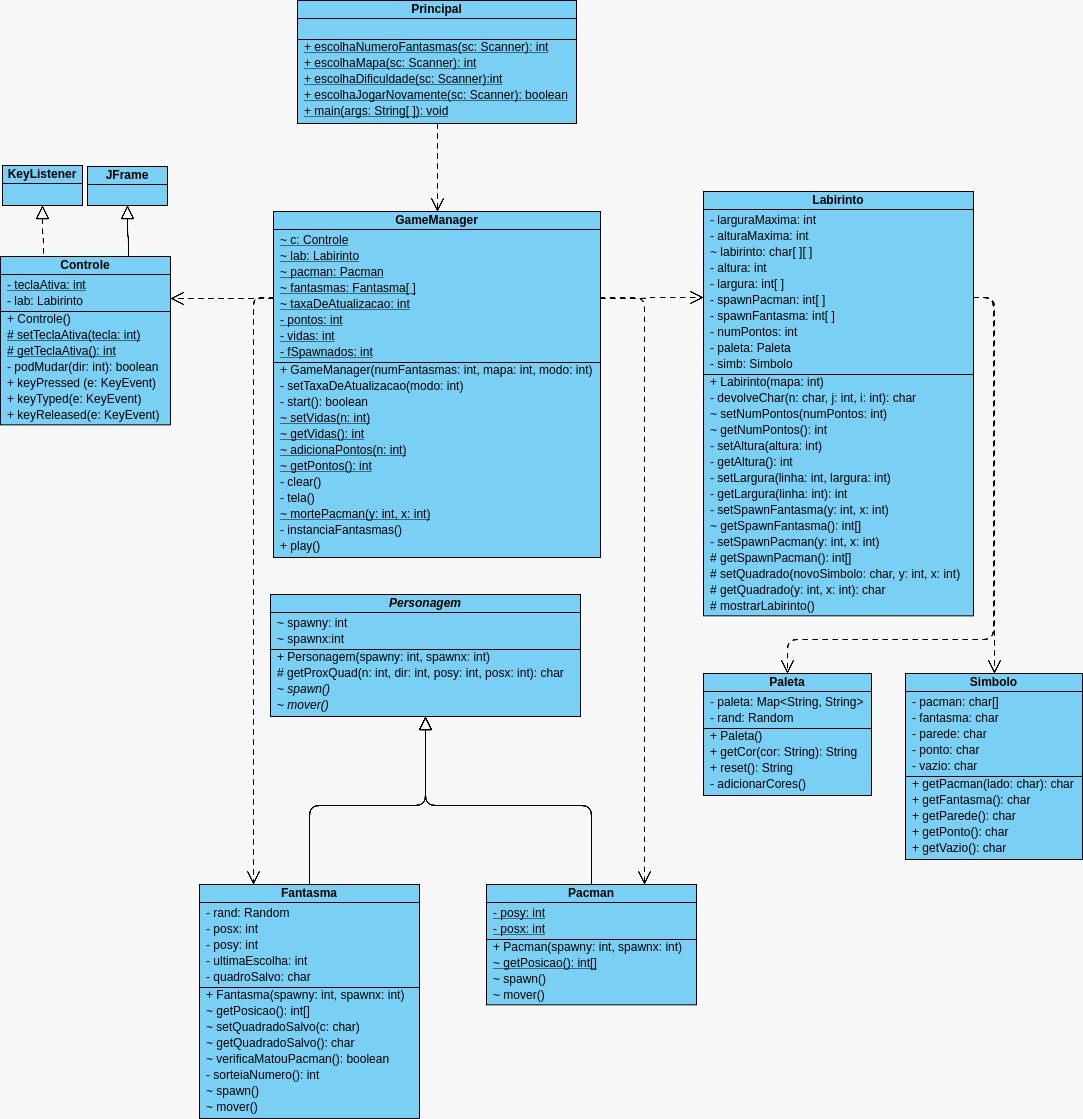 Principal
+ escolhaNumeroFantasmas(sc: Scanner): int
+ escolhaMapa(sc: Scanner): int
+ escolhaDificuldade(sc: Scanner):int
+ escolhaJogarNovamente(sc: Scanner): boolean
+ main(args: String[ ]): void
KeyListener
JFrame
Controle
- teclaAtiva: int
- lab: Labirinto
+ Controle()
# setTeclaAtiva(tecla: int)
# getTeclaAtiva(): int
- podMudar(dir: int): boolean
+ keyPressed (e: KeyEvent)
+ keyTyped(e: KeyEvent)
+ keyReleased(e: KeyEvent)
GameManager
~ c: Controle
~ lab: Labirinto
~ pacman: Pacman
~ fantasmas: Fantasma[ ]
~ taxaDeAtualizacao: int
- pontos: int
- vidas: int
- fSpawnados: int
+ GameManager(numFantasmas: int, mapa: int, modo: int)
- setTaxaDeAtualizacao(modo: int)
- start(): boolean
~ setVidas(n: int)
~ getVidas(): int
~ adicionaPontos(n: int)
~ getPontos(): int
- clear()
- tela()
~ mortePacman(y: int, x: int)
- instanciaFantasmas()
+ play()
Labirinto
- larguraMaxima: int
- alturaMaxima: int
~ labirinto: char[ ][ ]
- altura: int
- largura: int[ ]
- spawnPacman: int[ ]
- spawnFantasma: int[ ]
- numPontos: int
- paleta: Paleta
- simb: Simbolo
+ Labirinto(mapa: int)
- devolveChar(n: char, j: int, i: int): char
~ setNumPontos(numPontos: int)
~ getNumPontos(): int
- setAltura(altura: int)
- getAltura(): int
- setLargura(linha: int, largura: int)
- getLargura(linha: int): int
- setSpawnFantasma(y: int, x: int)
~ getSpawnFantasma(): int[]
- setSpawnPacman(y: int, x: int)
# getSpawnPacman(): int[]
# setQuadrado(novoSimbolo: char, y: int, x: int)
# getQuadrado(y: int, x: int): char
# mostrarLabirinto()
Personagem
~ spawny: int
~ spawnx:int
+ Personagem(spawny: int, spawnx: int)
# getProxQuad(n: int, dir: int, posy: int, posx: int): char
~ spawn()
~ mover()
Paleta
- paleta: Map<String, String>
- rand: Random
+ Paleta()
+ getCor(cor: String): String
+ reset(): String
- adicionarCores()
Simbolo
- pacman: char[]
- fantasma: char
- parede: char
- ponto: char
- vazio: char
+ getPacman(lado: char): char
+ getFantasma(): char
+ getParede(): char
+ getPonto(): char
+ getVazio(): char
Fantasma
- rand: Random
- posx: int
- posy: int
- ultimaEscolha: int
- quadroSalvo: char
+ Fantasma(spawny: int, spawnx: int)
~ getPosicao(): int[]
~ setQuadradoSalvo(c: char)
~ getQuadradoSalvo(): char
~ verificaMatouPacman(): boolean
- sorteiaNumero(): int
~ spawn()
~ mover()
Pacman
- posy: int
- posx: int
+ Pacman(spawny: int, spawnx: int)
~ getPosicao(): int[]
~ spawn()
~ mover()